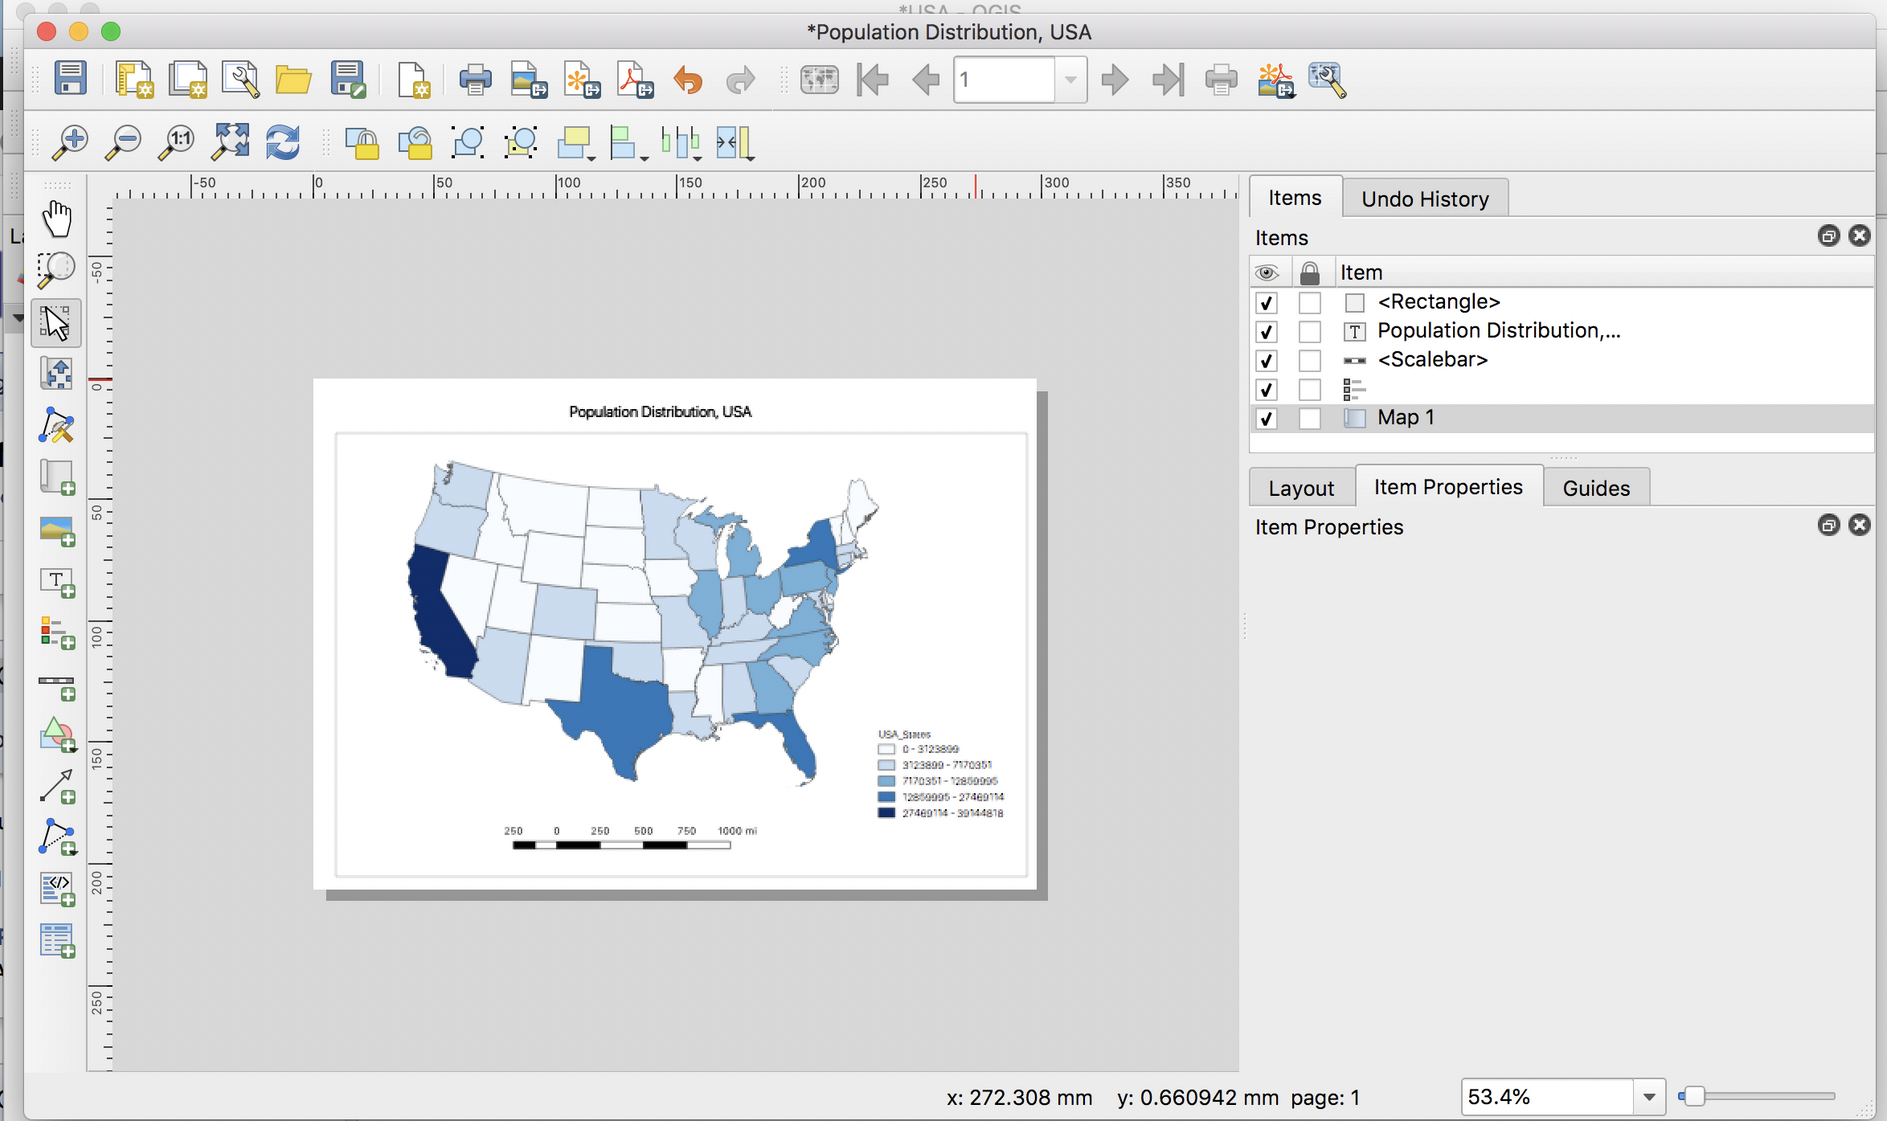 *USA - QGIS
*Population Distribution, USA
1
1:1
-50 0 50 100 150 200 250 300 350
-50
0
50
100
150
200
250
Items Undo History
Items
Item
<Rectangle>
T Population Distribution,...
<Scalebar>
Map 1
Layout Item Properties Guides
Item Properties
T
</>
Population Distribution, USA
USA_States
0 - 3123899
3123899 - 7170351
7170351 - 12859995
12859995 - 27469114
27469114 - 39144818
250 0 250 500 750 1000 mi
x: 272.308 mm y: 0.660942 mm page: 1 53.4%